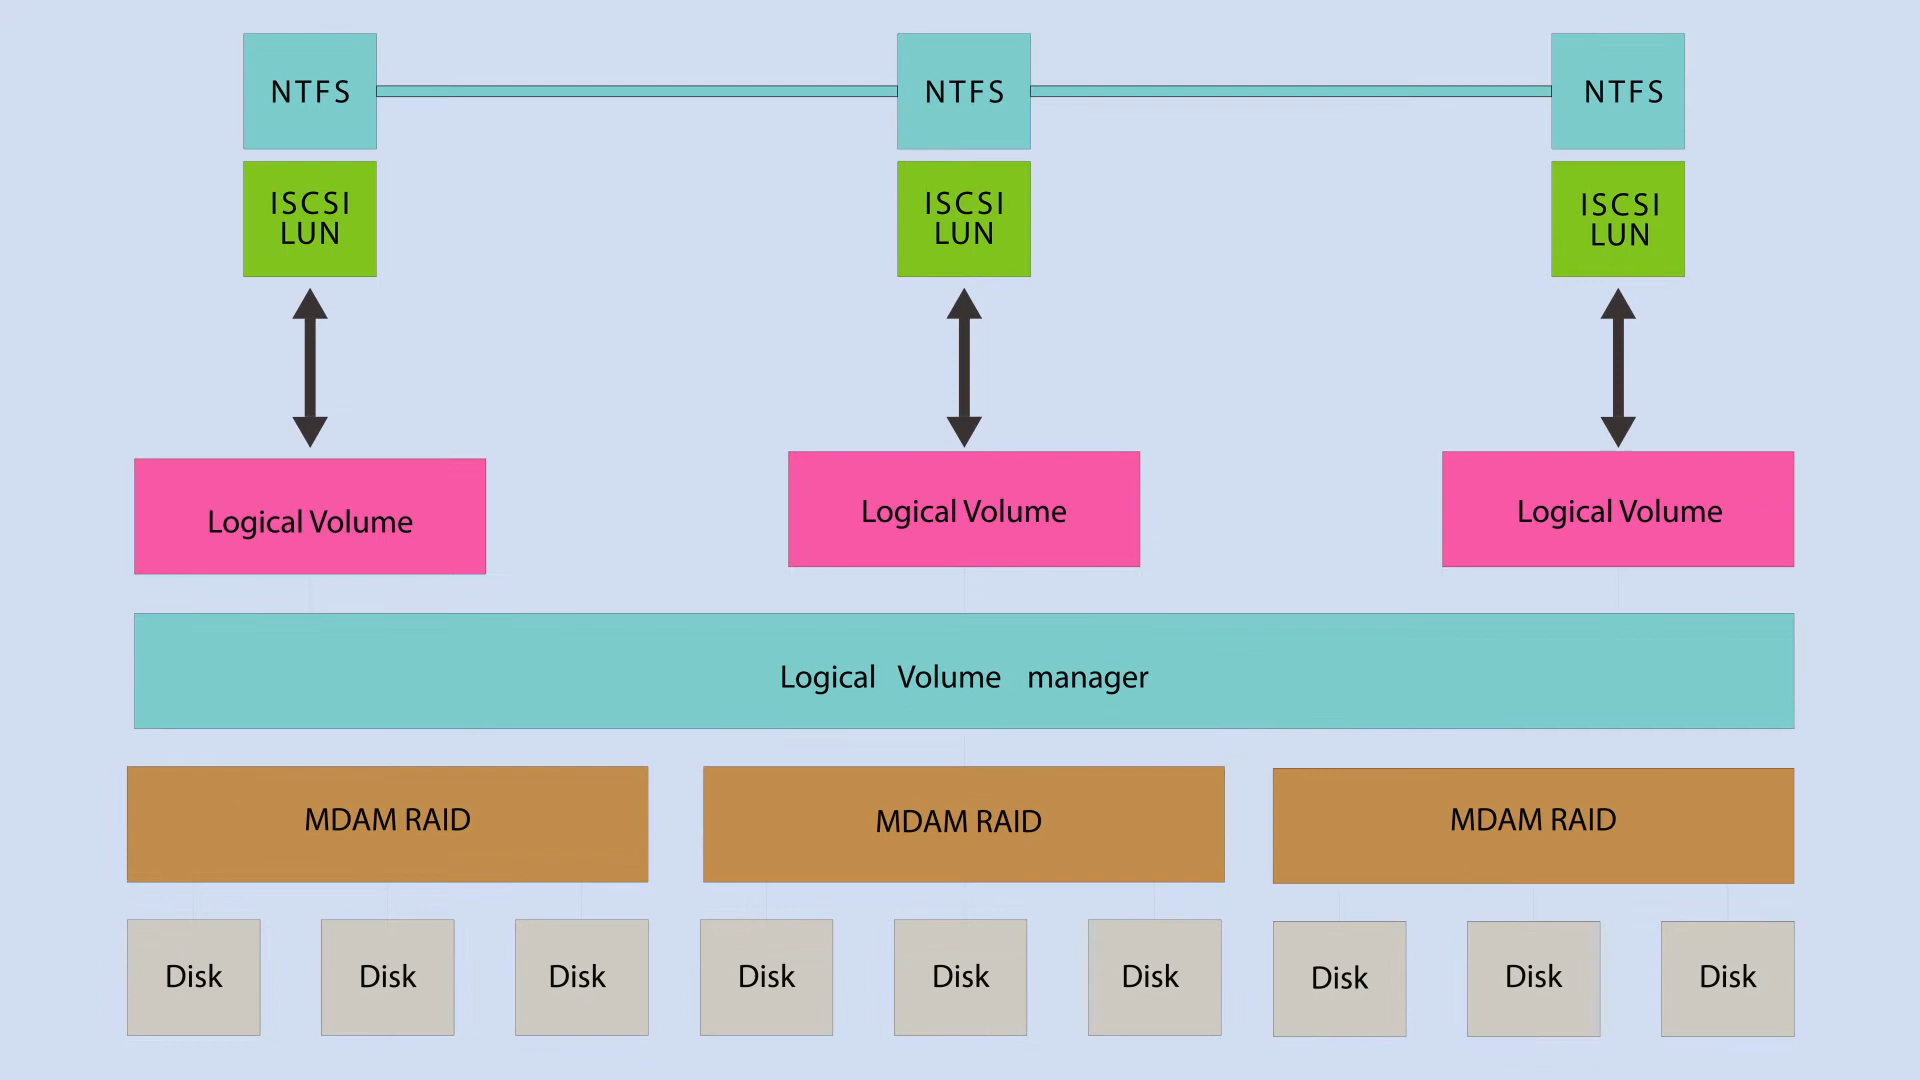 NTFS
NTFS
NTFS
ISCSI
LUN
ISCSI
LUN
ISCSI
LUN
Logical Volume
Logical Volume
Logical Volume
Logical Volume manager
MDAM RAID
MDAM RAID
MDAM RAID
Disk
Disk
Disk
Disk
Disk
Disk
Disk
Disk
Disk